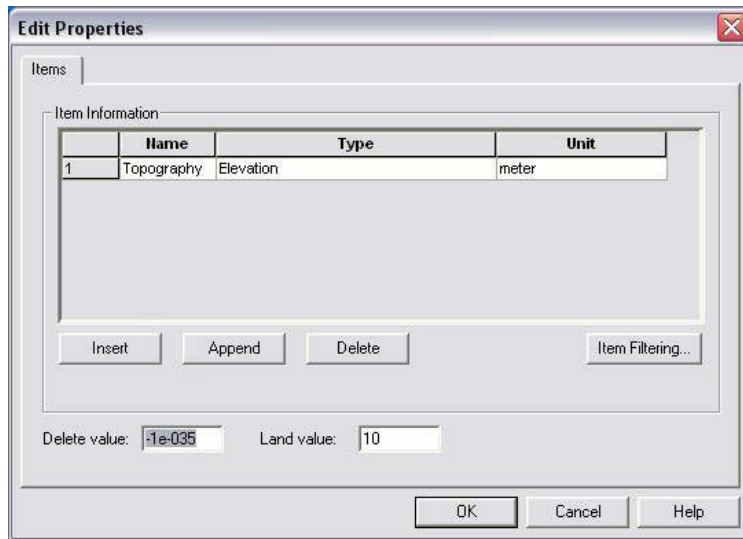 Edit Properties
Items
Item Information
Name Type Unit
1 Topography Elevation meter
Insert Append Delete Item Filtering...
Delete value: -1e-035 Land value: 10
OK Cancel Help